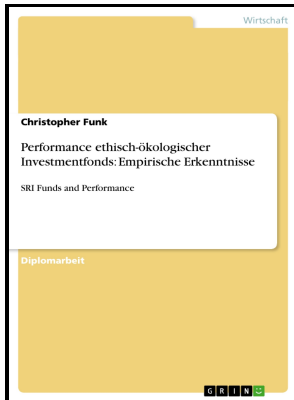 Wirtschaft
Christopher Funk
Performance ethisch-ökologischer
Investmentfonds: Empirische Erkenntnisse
SRI Funds and Performance
Diplomarbeit
GRIN